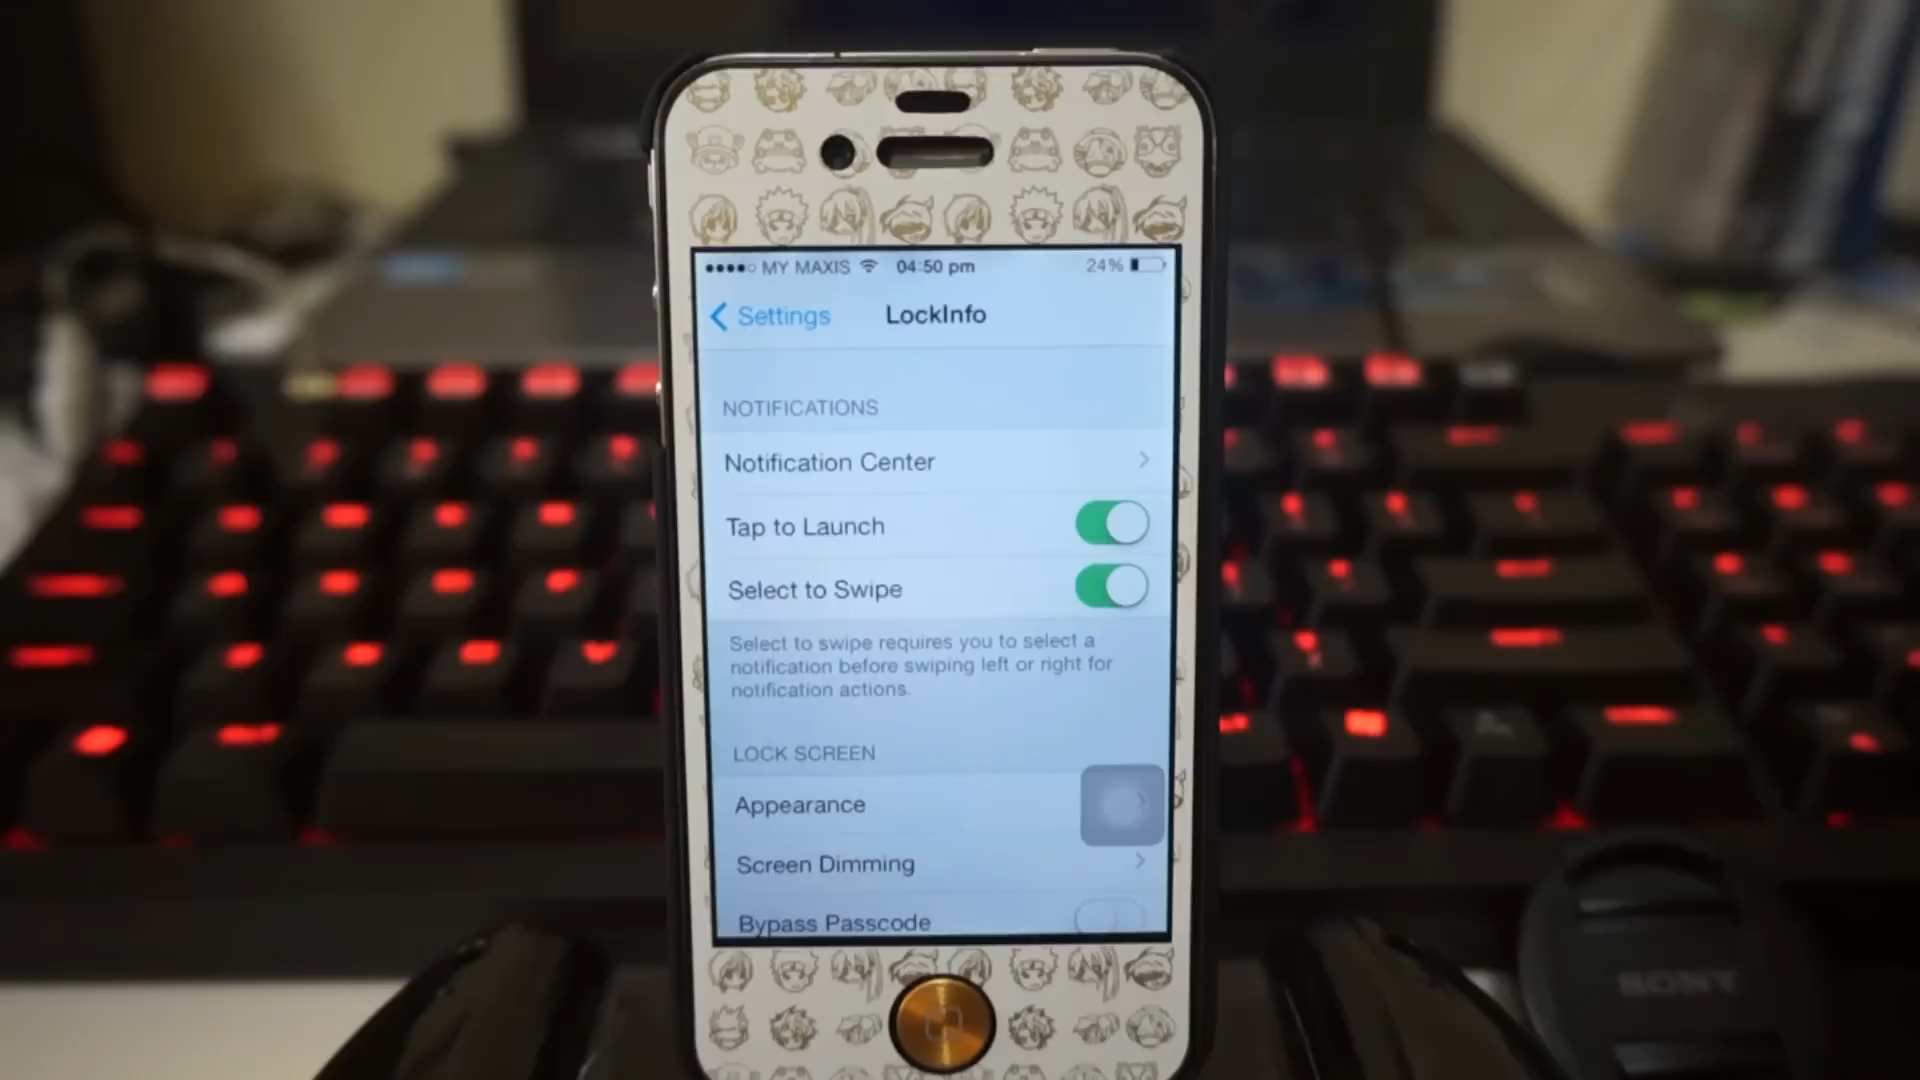 MY MAXIS 04:50 pm 24%
Settings LockInfo
NOTIFICATIONS
Notification Center
Tap to Launch
Select to Swipe
Select to swipe requires you to select a
notification before swiping left or right for
notification actions.
LOCK SCREEN
Appearance
Screen Dimming
Bypass Passcode
SONY